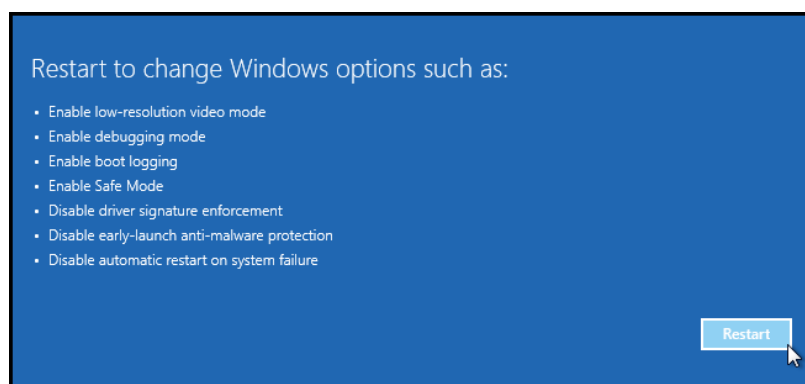 Restart to change Windows options such as:
• Enable low-resolution video mode
• Enable debugging mode
• Enable boot logging
• Enable Safe Mode
• Disable driver signature enforcement
• Disable early-launch anti-malware protection
• Disable automatic restart on system failure
Restart